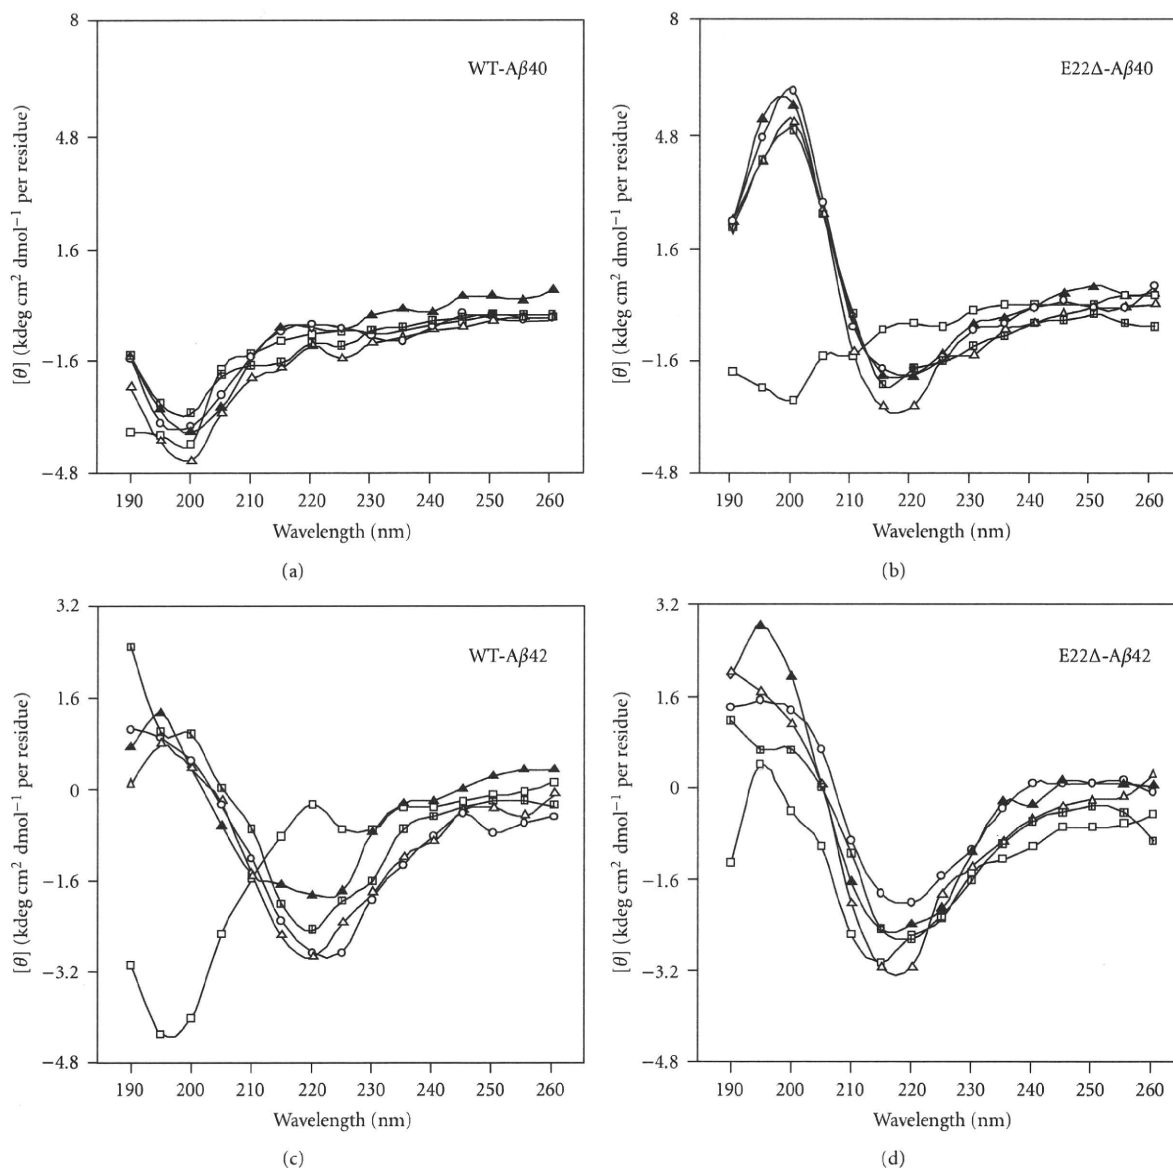 8
4.8
1.6
−1.6
−4.8
[θ] (kdeg cm² dmol⁻¹ per residue)
WT-Aβ40
190 200 210 220 230 240 250 260
Wavelength (nm)
(a)
8
4.8
1.6
−1.6
−4.8
[θ] (kdeg cm² dmol⁻¹ per residue)
E22Δ-Aβ40
190 200 210 220 230 240 250 260
Wavelength (nm)
(b)
3.2
1.6
0
−1.6
−3.2
−4.8
[θ] (kdeg cm² dmol⁻¹ per residue)
WT-Aβ42
190 200 210 220 230 240 250 260
Wavelength (nm)
(c)
3.2
1.6
0
−1.6
−3.2
−4.8
[θ] (kdeg cm² dmol⁻¹ per residue)
E22Δ-Aβ42
190 200 210 220 230 240 250 260
Wavelength (nm)
(d)